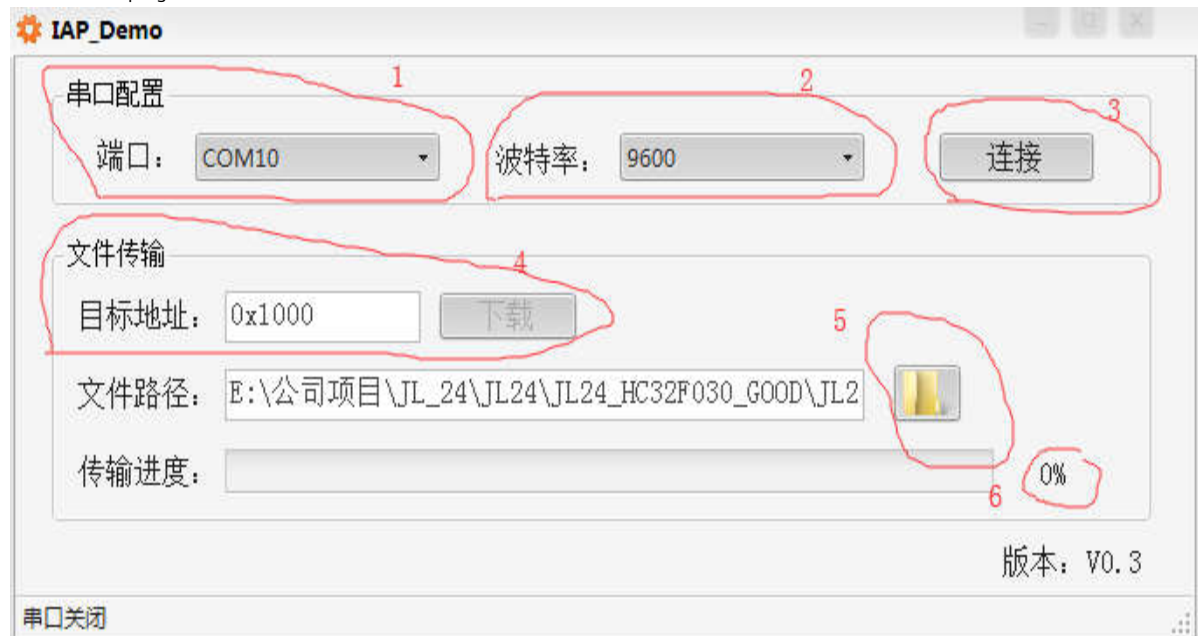 IAP_Demo
1
2
3
串口配置
端口： COM10 波特率： 9600 连接
文件传输
4
目标地址： 0x1000 下载
5
文件路径： E:\公司项目\JL_24\JL24\JL24_HC32F030_GOOD\JL2
传输进度： 0%
6
版本：V0.3
串口关闭